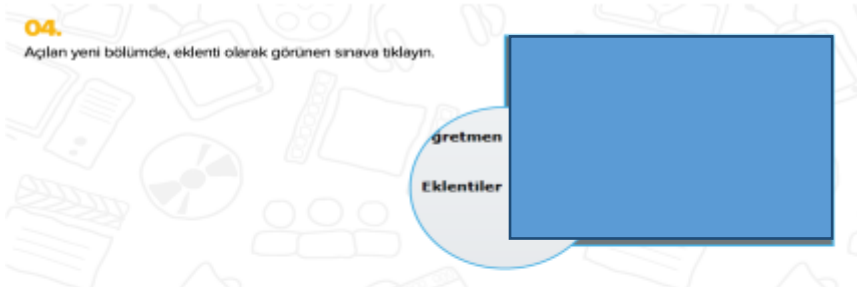 04.
Açılan yeni bölümde, eklenti olarak görünen sınava tıklayın.
gretmen
Eklentiler